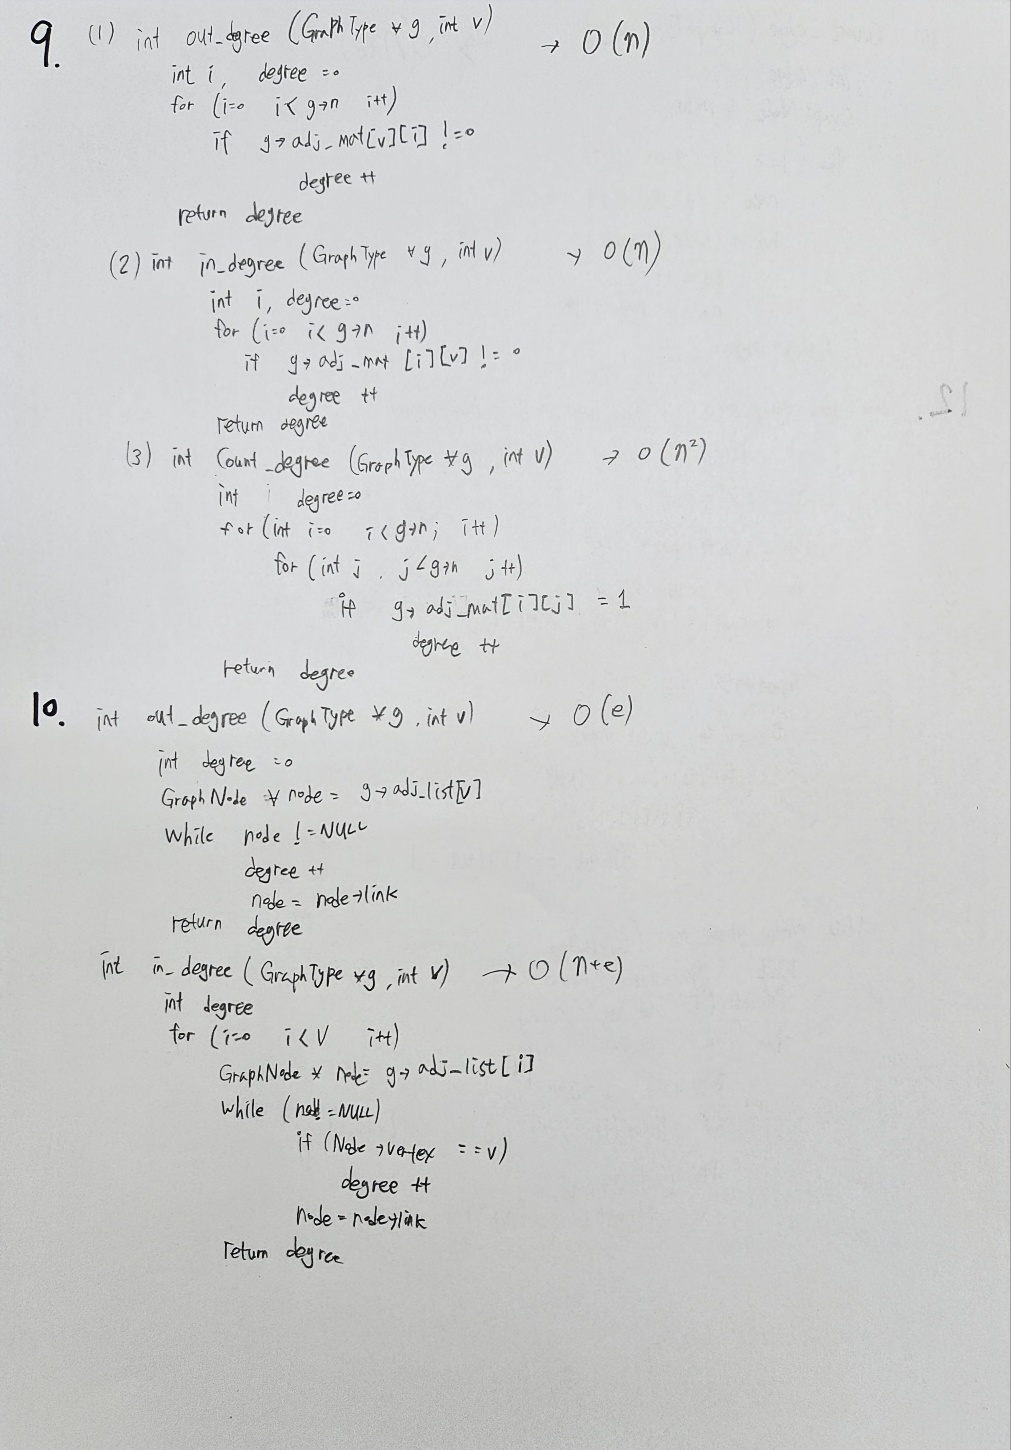 9. (1) int out_dgree (GraphType * g, int v) → O(n)
int i, degree =0
for (i=0 i< g→n i++)
if g→adj_mat[v][i] !=0
degree ++
return degree
(2) int in_degree (GraphType * g, int v) → O(n)
int i, degree=0
for (i=0 i< g→n i++)
if g→adj_mat [i][v] != 0
degree ++
return degree
(3) int Count_degree (GraphType *g, int v) → O(n²)
int i degree=0
for (int i=0 i<g→n; i++)
for (int j, j<g→n j++)
if g→adj_mat[i][j] = 1
degree ++
return degree
10. int out_degree (GraphType *g, int v) → O(e)
int degree =0
GraphNode * node = g→adj_list[v]
While node != NULL
degree ++
node = node→link
return degree
int in_degree (GraphType *g, int v) → O(n+e)
int degree
for (i=0 i<V i++)
GraphNode * node= g→adj_list[i]
while ( != NULL)
if (Node→vertex ==v)
degree ++
node = node→link
return degree
12.